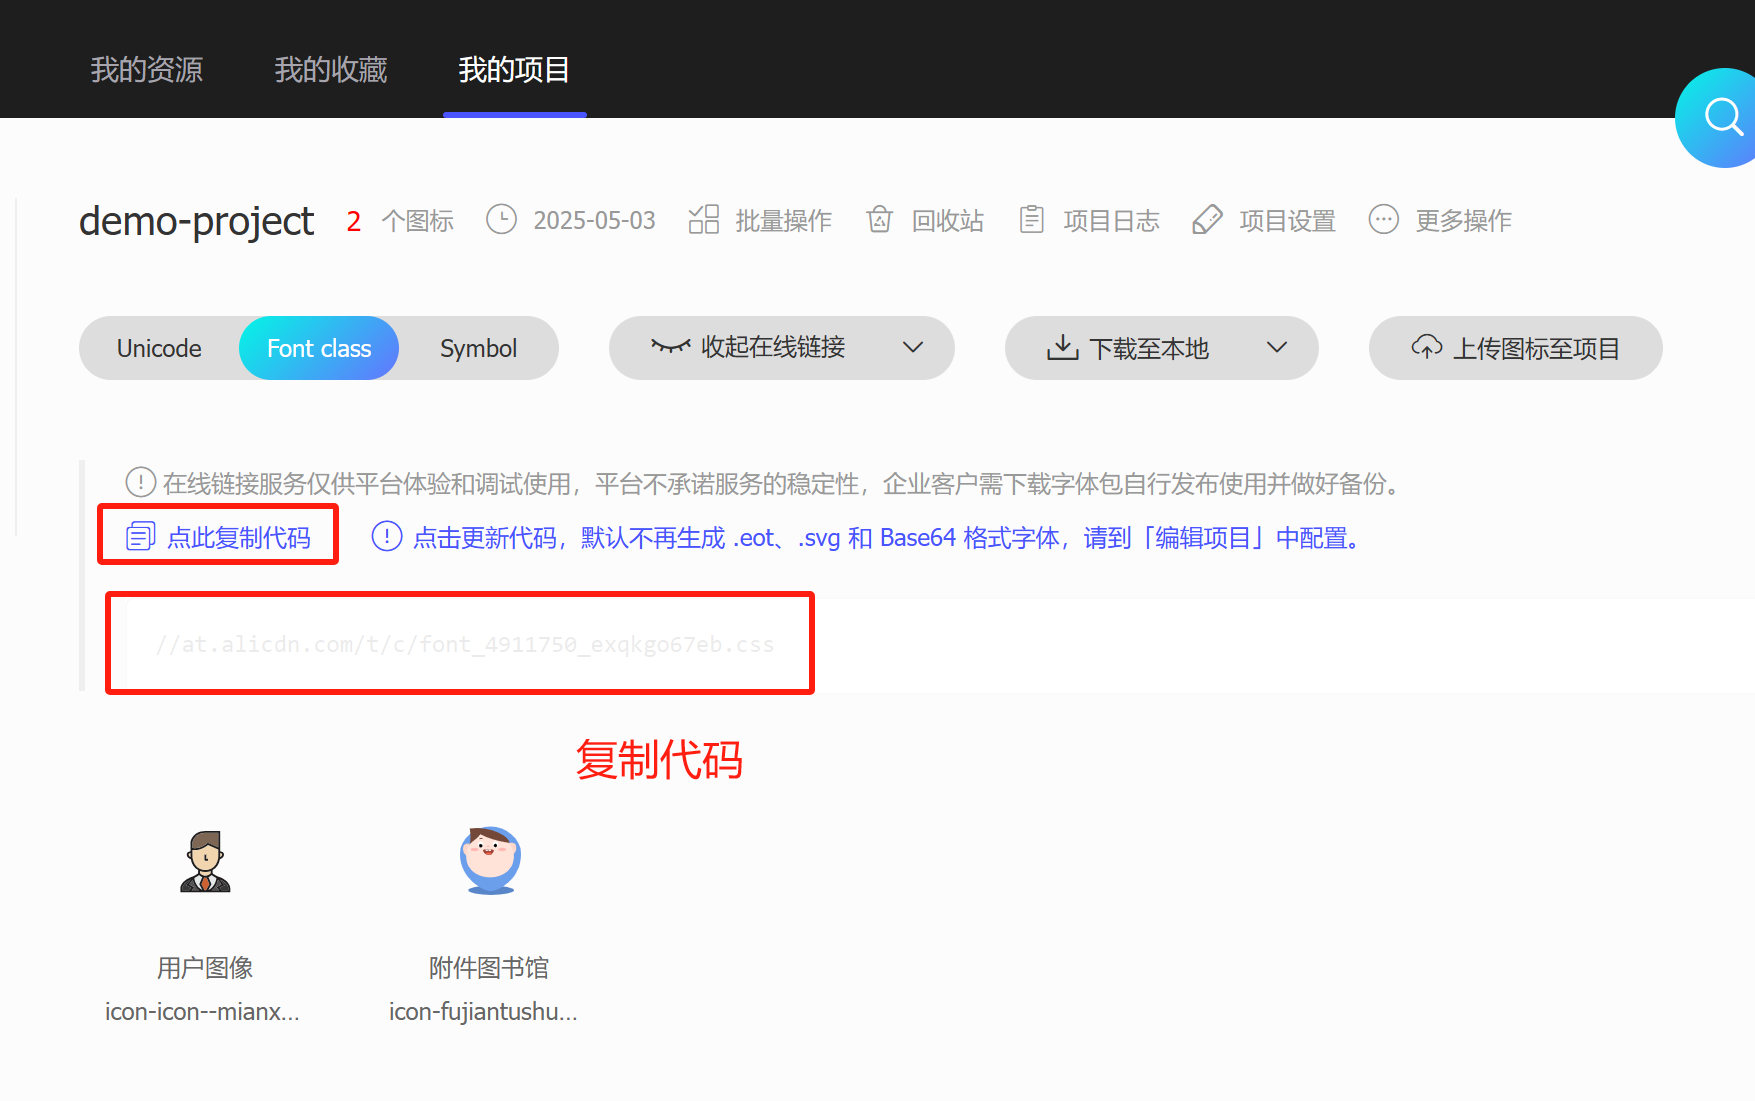 我的资源 我的收藏 我的项目
demo-project 2 个图标 2025-05-03 批量操作 回收站 项目日志 项目设置 更多操作
Unicode Font class Symbol 收起在线链接 下载至本地 上传图标至项目
在线链接服务仅供平台体验和调试使用，平台不承诺服务的稳定性，企业客户需下载字体包自行发布使用并做好备份。
点此复制代码 点击更新代码，默认不再生成 .eot、.svg 和 Base64 格式字体，请到「编辑项目」中配置。
//at.alicdn.com/t/c/font_4911750_exqkgo67eb.css
复制代码
用户图像 附件图书馆
icon-icon--mianx... icon-fujiantushu...